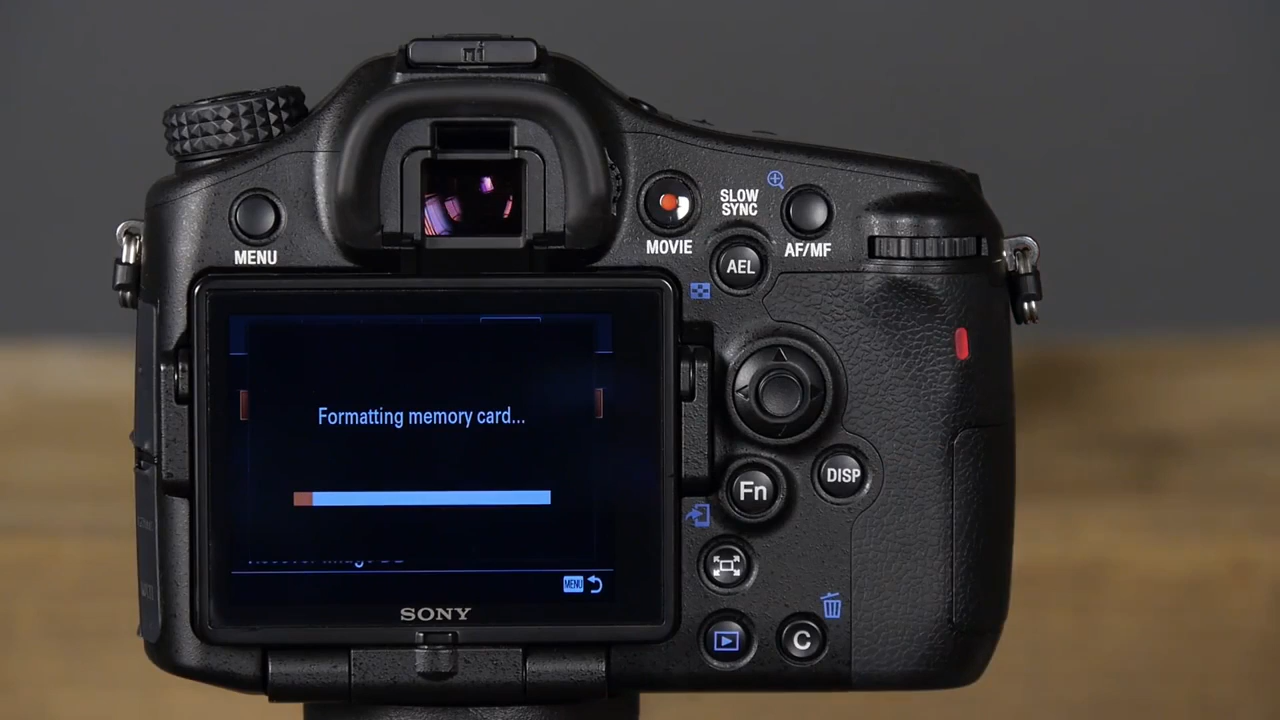 MENU
MOVIE
SLOW
SYNC
AF/MF
AEL
Formatting memory card...
MENU
SONY
DISP
Fn
C